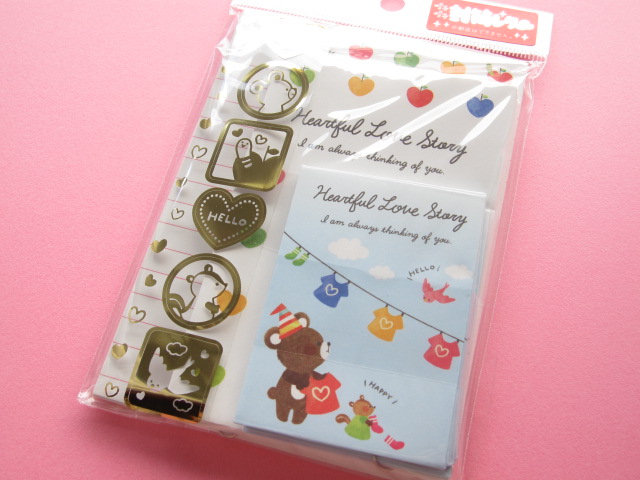 Heartful Love Story
I am always thinking of you.
HELLO.
Heartful Love Story
I am always thinking of you.
HELLO!
HAPPY!